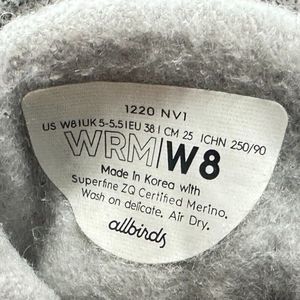 1220 NV1
US W8|UK 5-5.5|EU 38|CM 25 |CHN 250/90
WRM|W8
Made in Korea with
Superfine ZQ Certified Merino.
Wash on delicate. Air Dry.
allbirds